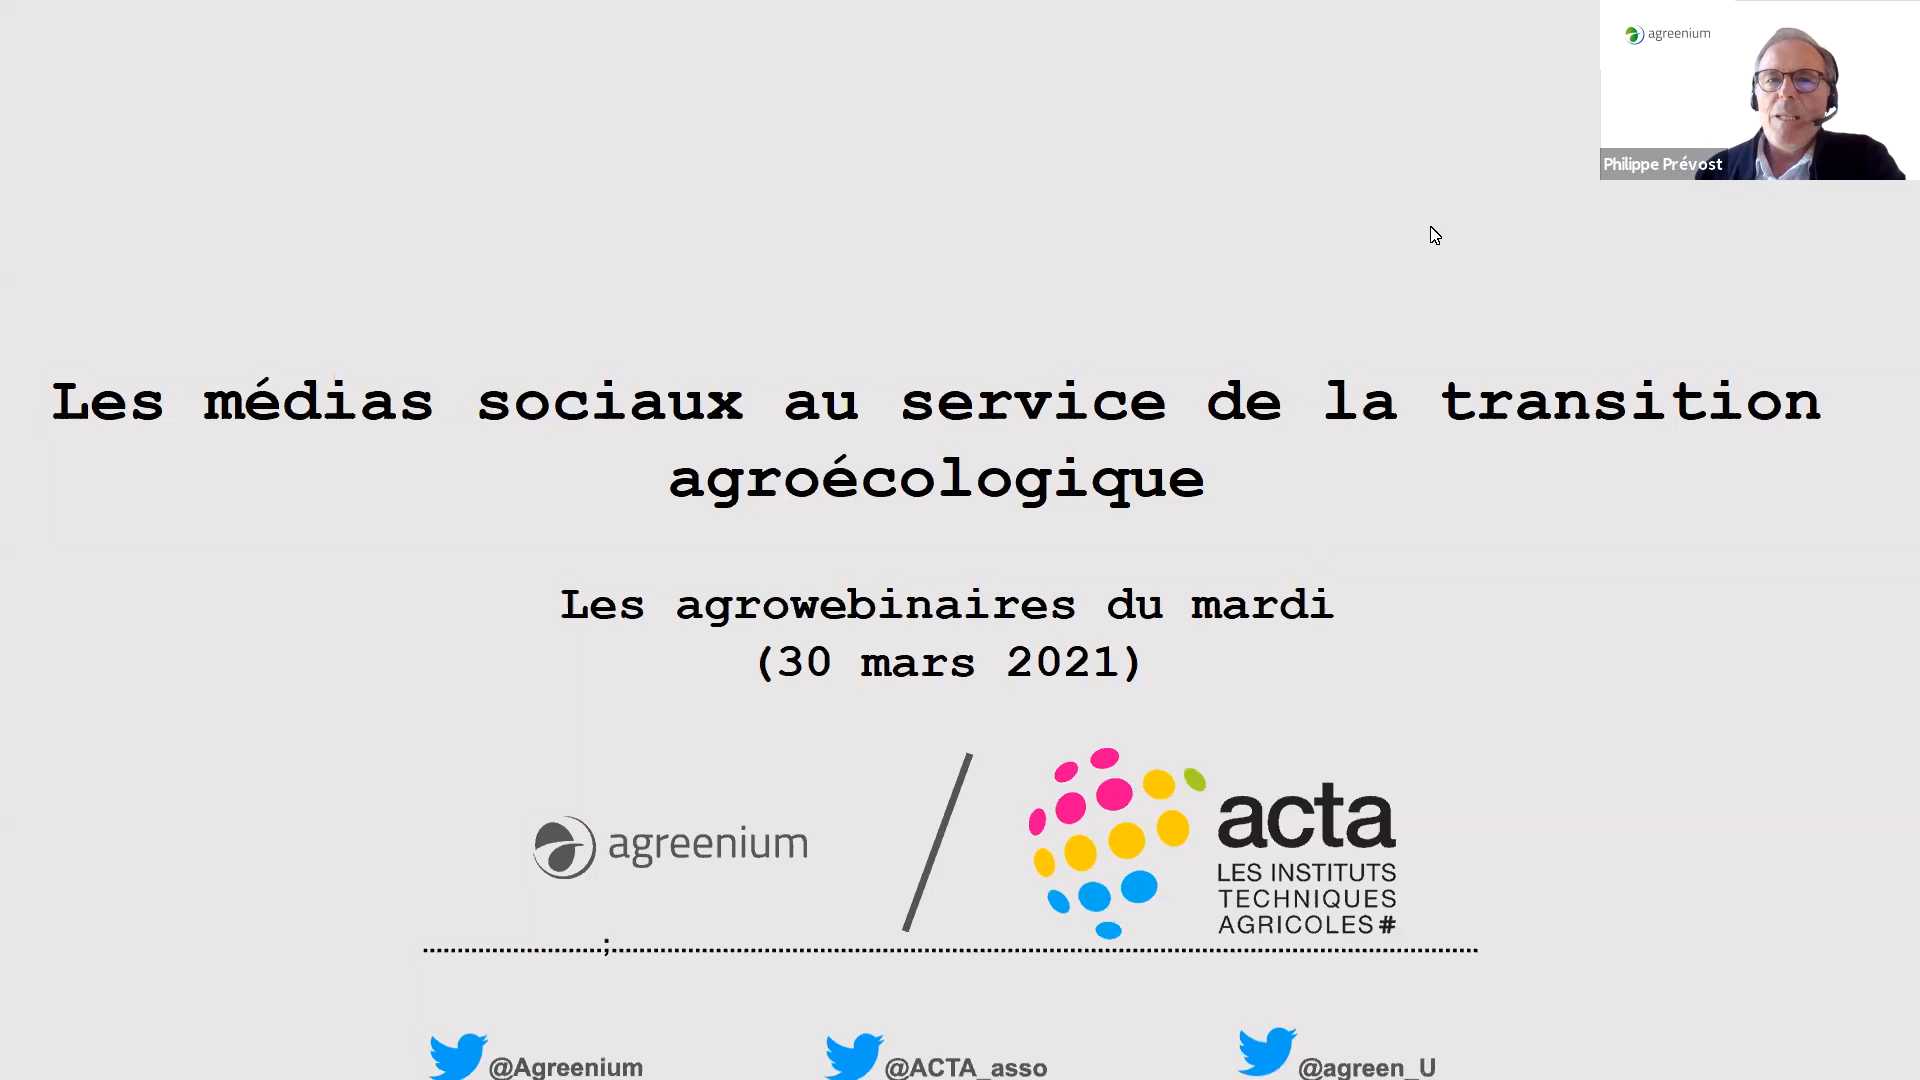 agreenium
Philippe Prévost
Les médias sociaux au service de la transition
agroécologique
Les agrowebinaires du mardi
(30 mars 2021)
agreenium
acta
LES INSTITUTS
TECHNIQUES
AGRICOLES#
;
@Agreenium
@ACTA_asso
@agreen_U